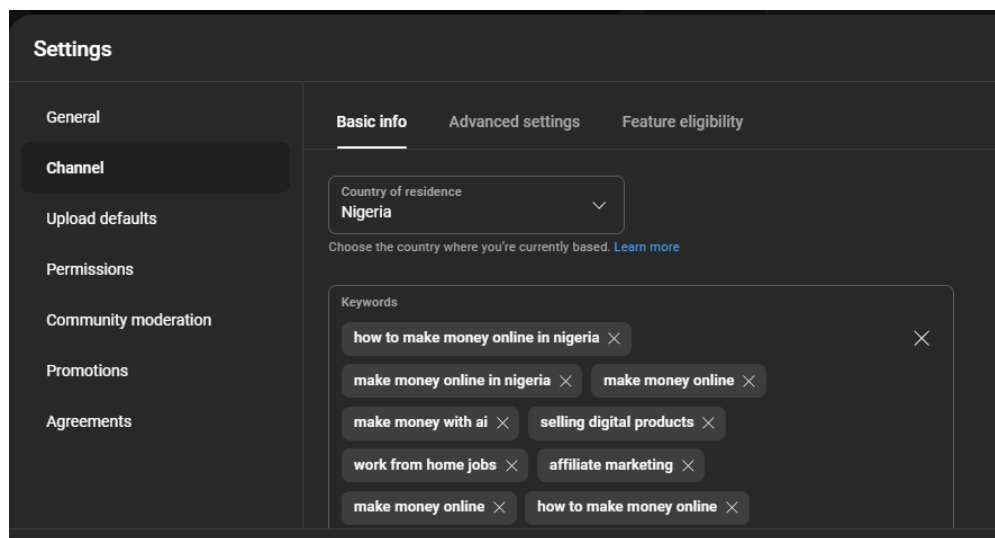 Settings
General
Channel
Upload defaults
Permissions
Community moderation
Promotions
Agreements
Basic info Advanced settings Feature eligibility
Country of residence
Nigeria
Choose the country where you're currently based. Learn more
Keywords
how to make money online in nigeria
make money online in nigeria make money online
make money with ai selling digital products
work from home jobs affiliate marketing
make money online how to make money online